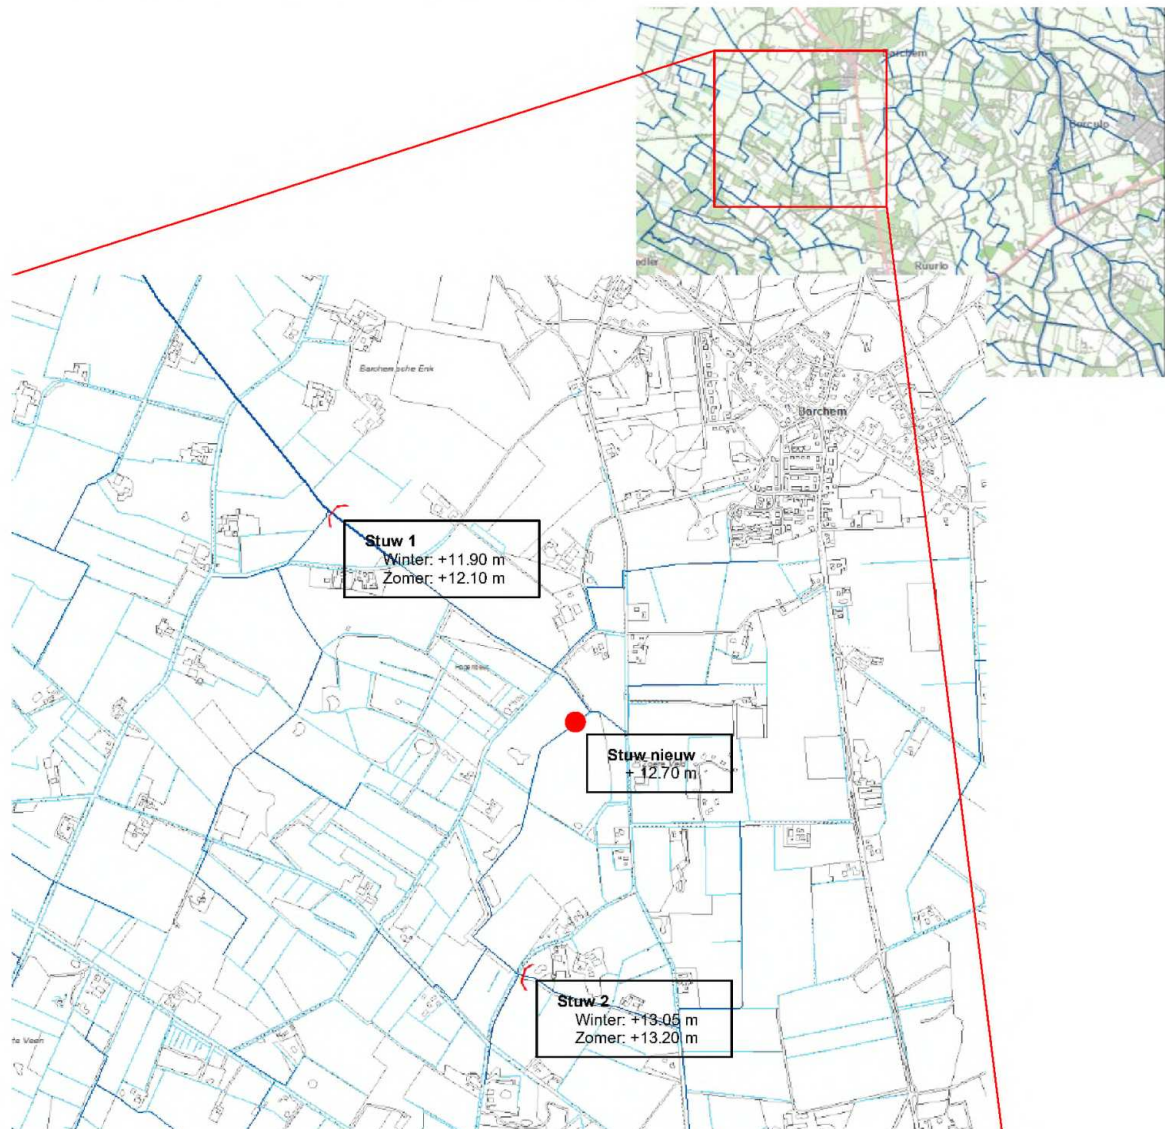 Barchem
Borculo
Ruurlo
Barchemsche Enk
Barchem
Stuw 1
Winter: +11.90 m
Zomer: +12.10 m
Stuw nieuw
+ 12.70 m
Stuw 2
Winter: +13.05 m
Zomer: +13.20 m